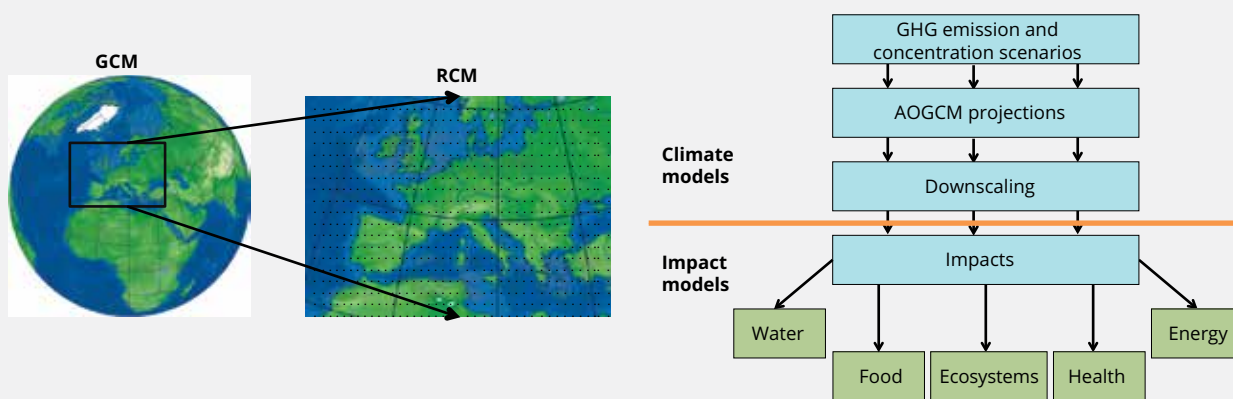 GCM
RCM
GHG emission and
concentration scenarios
AOGCM projections
Climate
models
Downscaling
Impact
models
Impacts
Water
Energy
Food
Ecosystems
Health